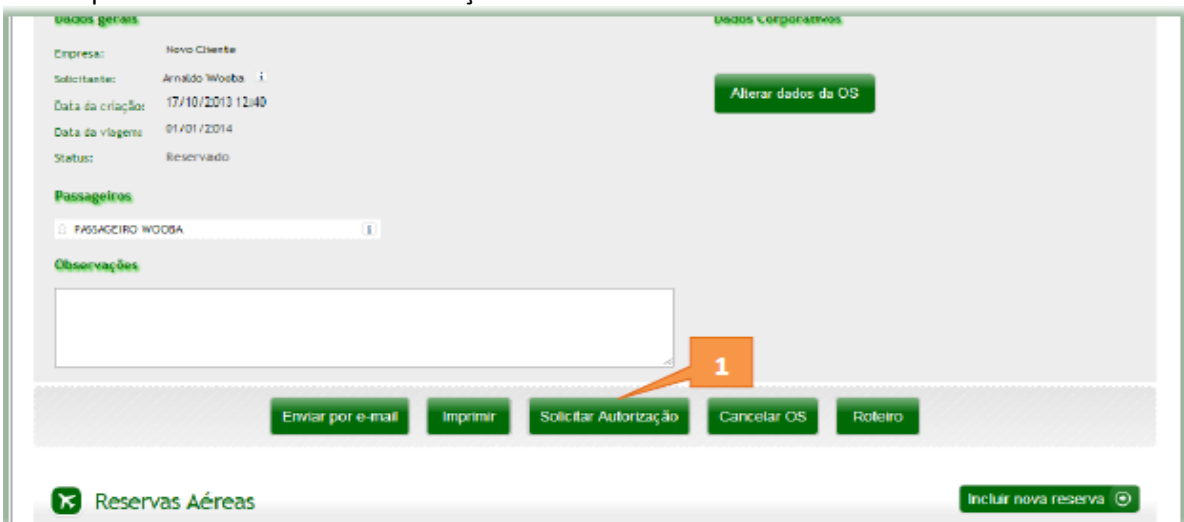 Dados gerais
Dados Corporativos
Empresa: Novo Cliente
Solicitante: Arnaldo Wooba i
Data da criação: 17/10/2013 12:40
Alterar dados da OS
Data da viagem: 01/01/2014
Status: Reservado
Passageiros
PASSAGEIRO WOOBA i
Observações
1
Enviar por e-mail Imprimir Solicitar Autorização Cancelar OS Roteiro
Reservas Aéreas Incluir nova reserva